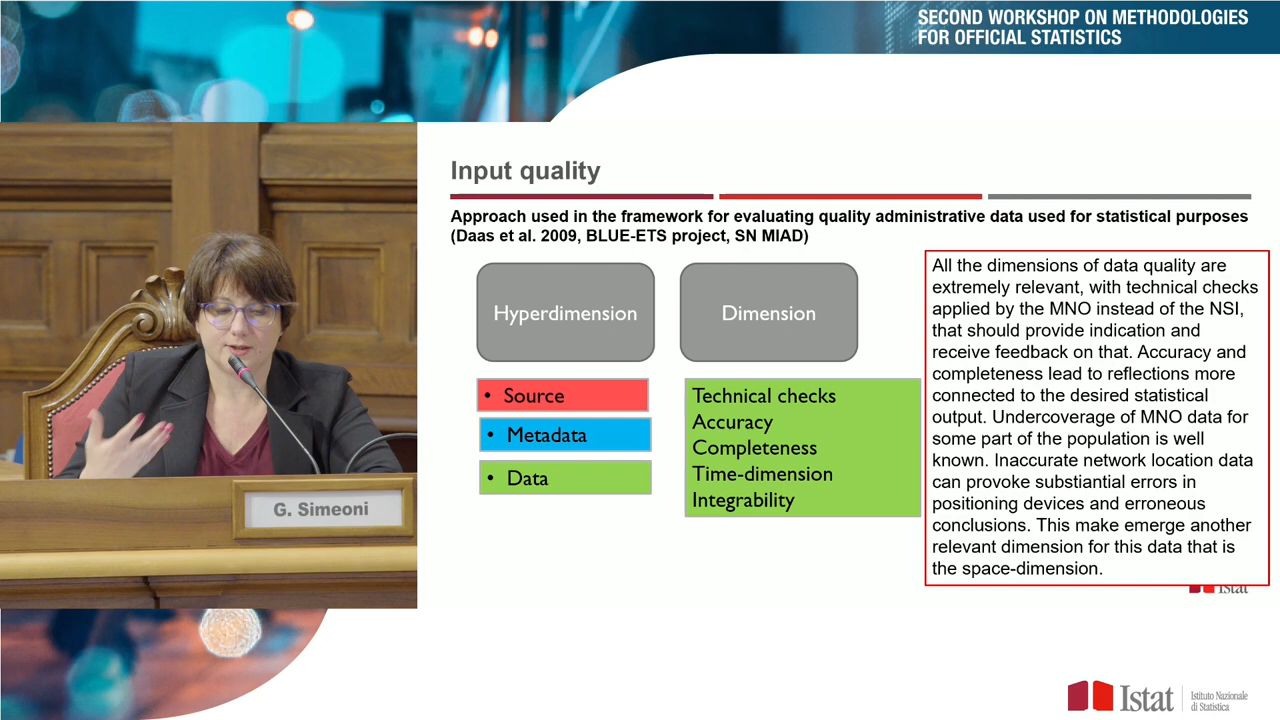 SECOND WORKSHOP ON METHODOLOGIES
FOR OFFICIAL STATISTICS
Input quality
Approach used in the framework for evaluating quality administrative data used for statistical purposes
(Daas et al. 2009, BLUE-ETS project, SN MIAD)
Hyperdimension
Dimension
• Source
• Metadata
• Data
Technical checks
Accuracy
Completeness
Time-dimension
Integrability
All the dimensions of data quality are
extremely relevant, with technical checks
applied by the MNO instead of the NSI,
that should provide indication and
receive feedback on that. Accuracy and
completeness lead to reflections more
connected to the desired statistical
output. Undercoverage of MNO data for
some part of the population is well
known. Inaccurate network location data
can provoke substantial errors in
positioning devices and erroneous
conclusions. This make emerge another
relevant dimension for this data that is
the space-dimension.
G. Simeoni
Istat
Istat
Istituto Nazionale
di Statistica